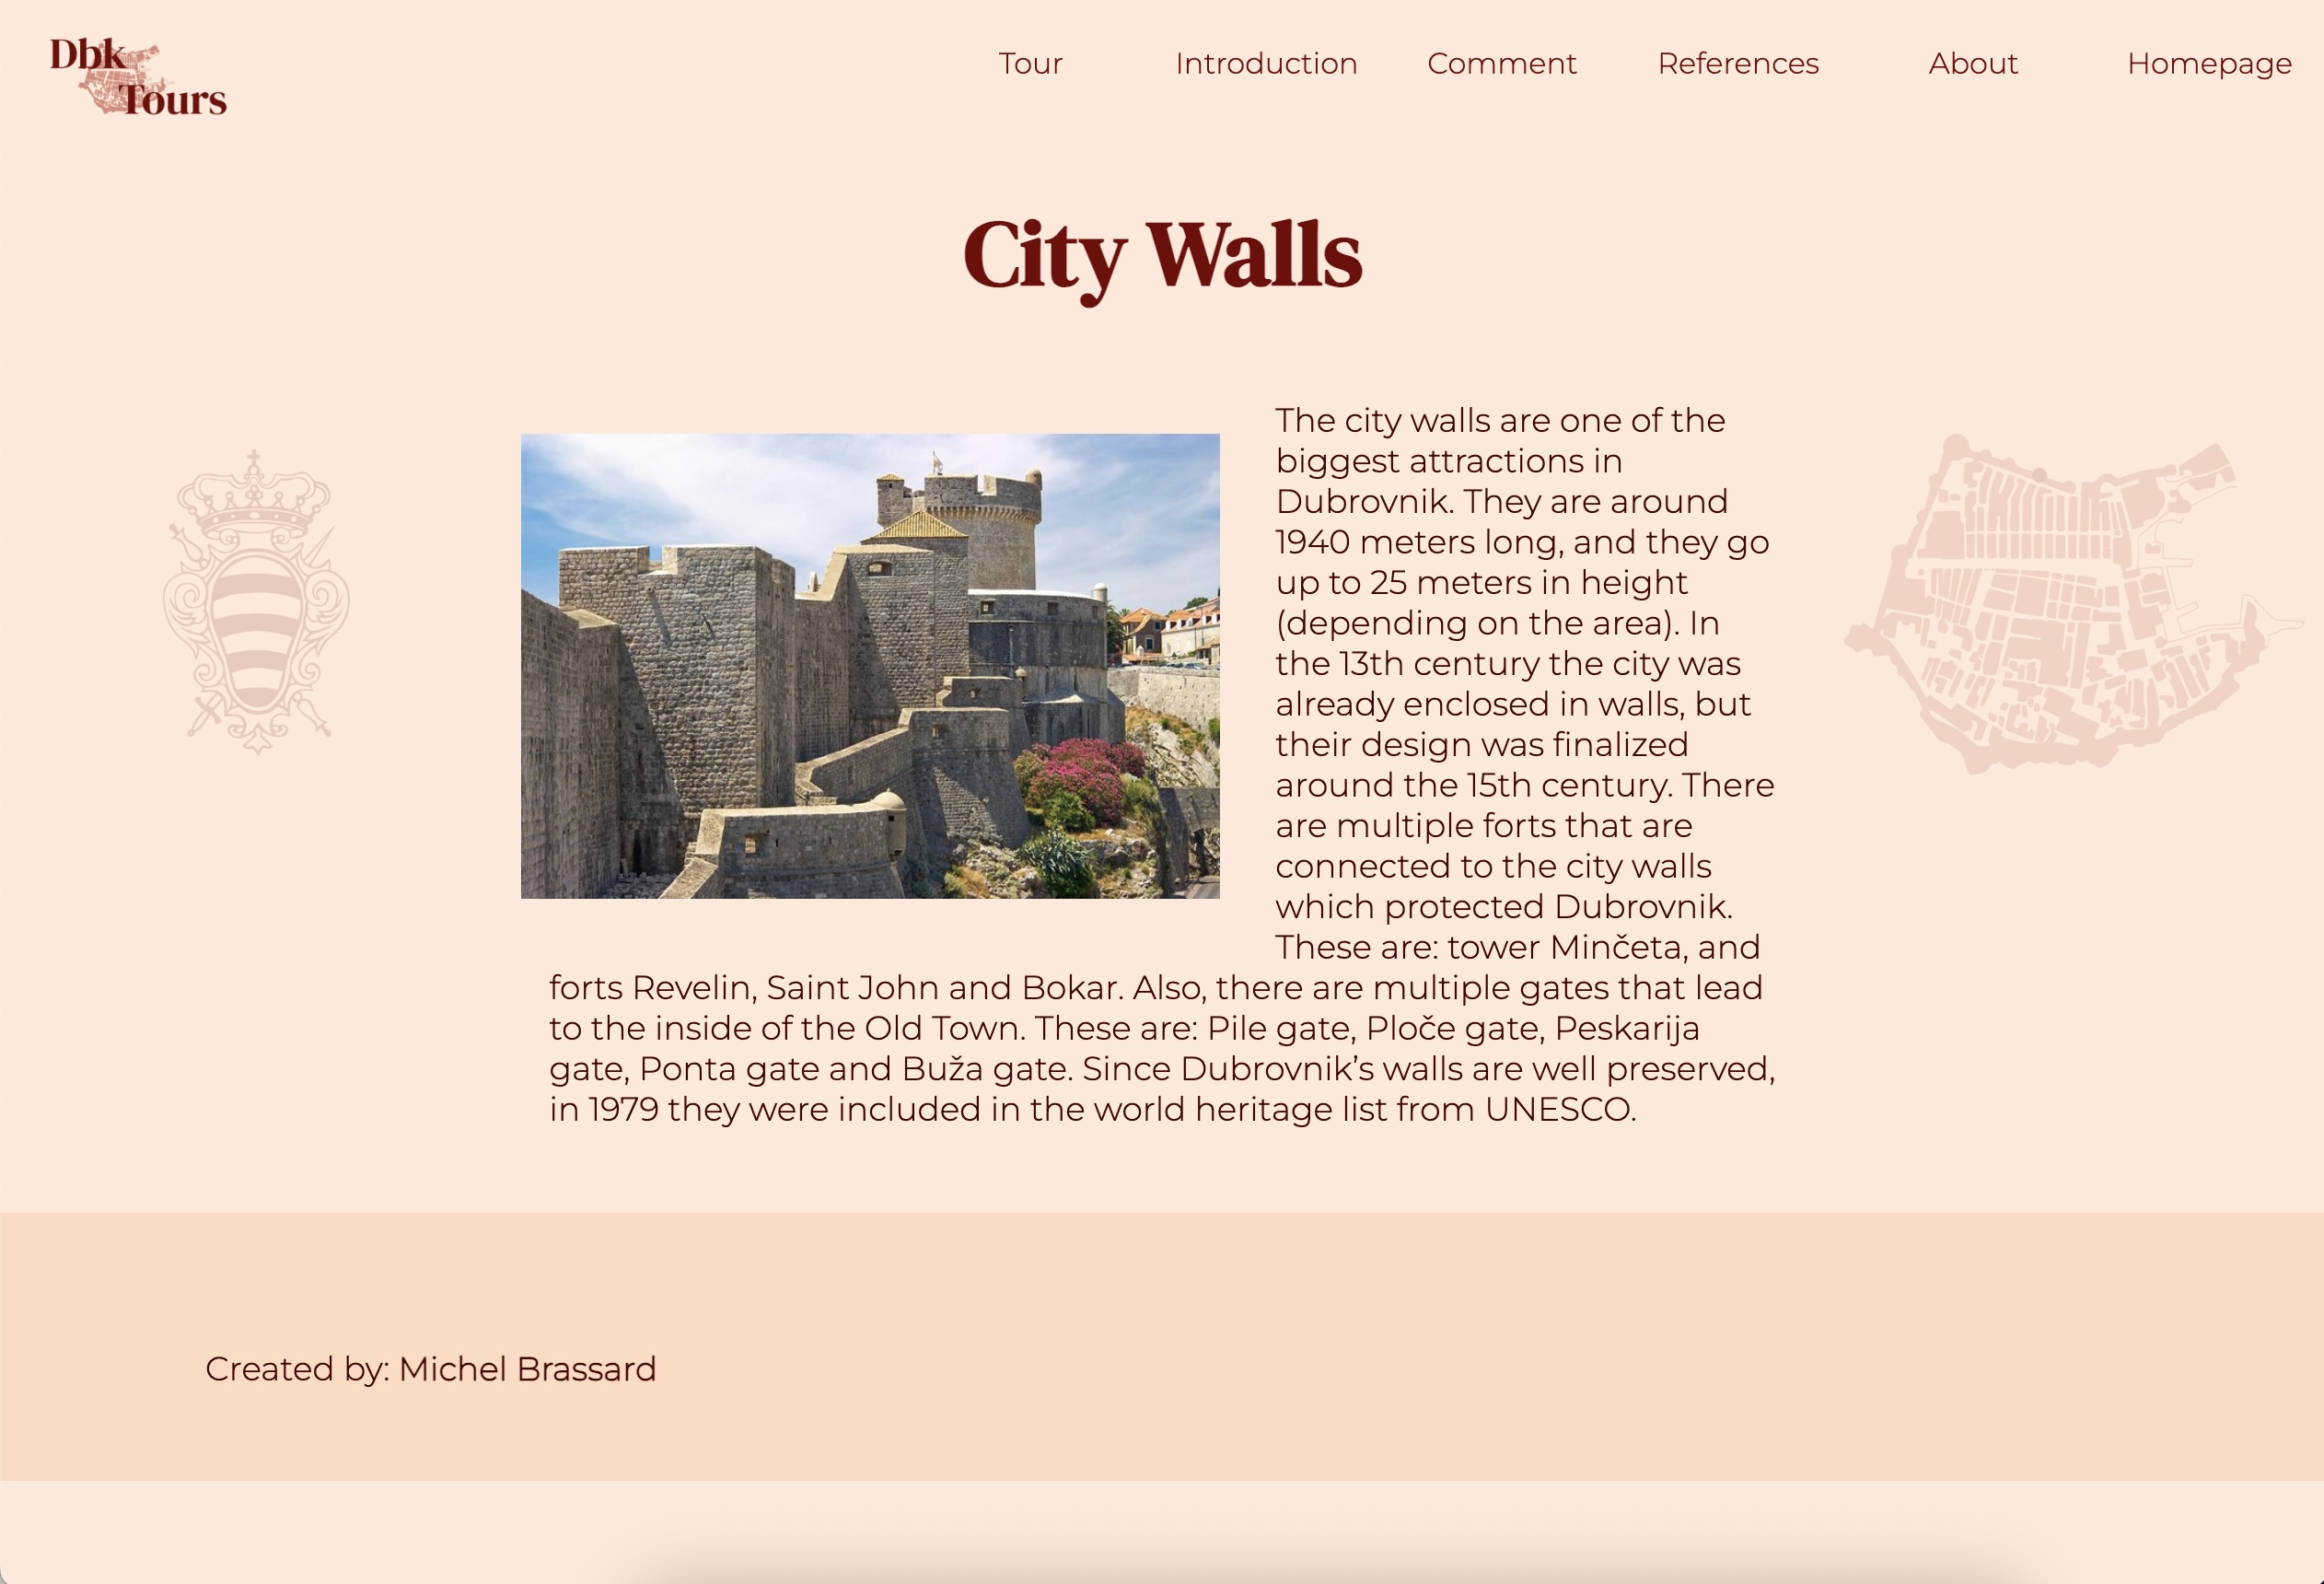 Dbk
Tours
Tour Introduction Comment References About Homepage
City Walls
The city walls are one of the
biggest attractions in
Dubrovnik. They are around
1940 meters long, and they go
up to 25 meters in height
(depending on the area). In
the 13th century the city was
already enclosed in walls, but
their design was finalized
around the 15th century. There
are multiple forts that are
connected to the city walls
which protected Dubrovnik.
These are: tower Minčeta, and
forts Revelin, Saint John and Bokar. Also, there are multiple gates that lead
to the inside of the Old Town. These are: Pile gate, Ploče gate, Peskarija
gate, Ponta gate and Buža gate. Since Dubrovnik’s walls are well preserved,
in 1979 they were included in the world heritage list from UNESCO.
Created by: Michel Brassard